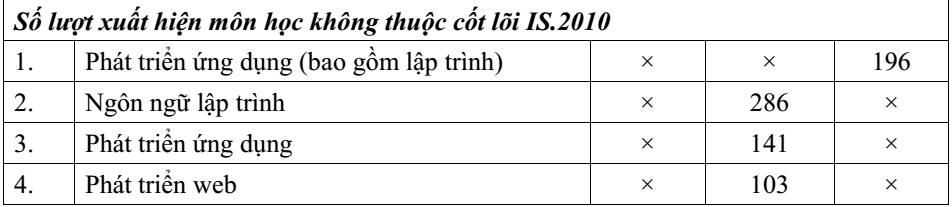 Số lượt xuất hiện môn học không thuộc cốt lõi IS.2010
1. Phát triển ứng dụng (bao gồm lập trình) × × 196
2. Ngôn ngữ lập trình × 286 ×
3. Phát triển ứng dụng × 141 ×
4. Phát triển web × 103 ×